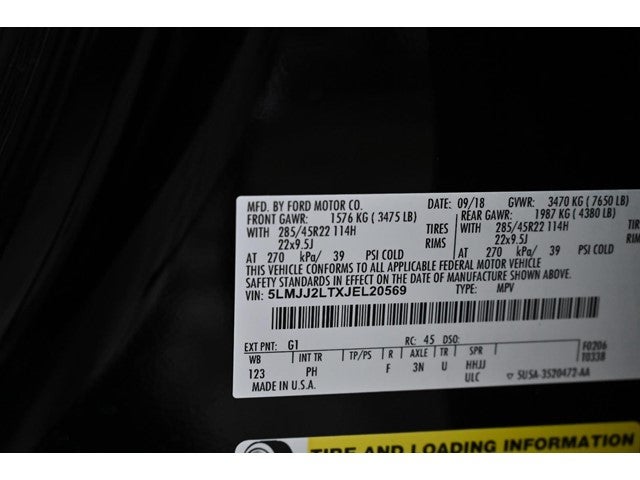 MFD. BY FORD MOTOR CO. DATE: 09/18 GVWR: 3470 KG ( 7650 LB)
FRONT GAWR: 1576 KG ( 3475 LB) REAR GAWR: 1987 KG ( 4380 LB)
WITH 285/45R22 114H TIRES WITH 285/45R22 114H
22x9.5J RIMS 22x9.5J
AT 270 kPa/ 39 PSI COLD AT 270 kPa/ 39 PSI COLD
THIS VEHICLE CONFORMS TO ALL APPLICABLE FEDERAL MOTOR VEHICLE
SAFETY STANDARDS IN EFFECT ON THE DATE OF MANUFACTURE SHOWN ABOVE.
VIN: 5LMJJ2LTXJEL20569 TYPE: MPV
EXT PNT: G1 RC: 45 DSO: F0206
WB INT TR TP/PS R AXLE TR SPR T0338
123 PH F 3N U HHJJ
MADE IN U.S.A. ULC ▽ 5U5A-3520472-AA
TIRE AND LOADING INFORMATION